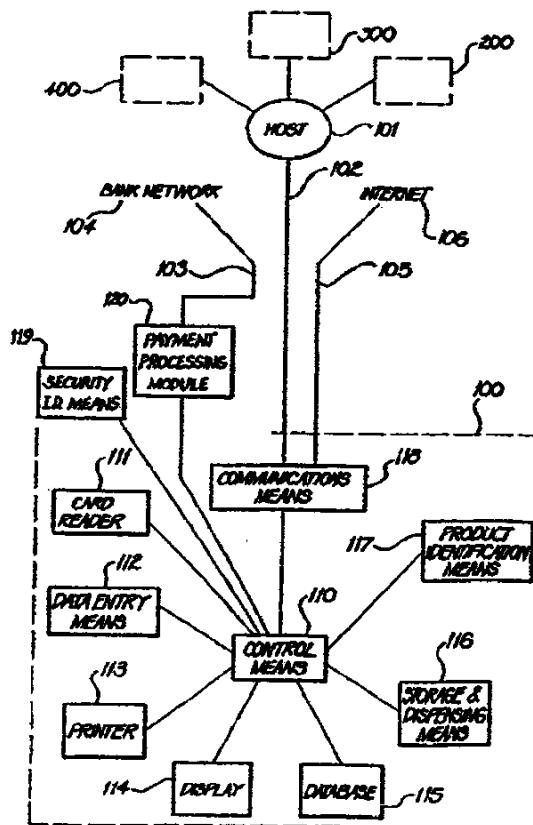 300
400
200
HOST
101
102
BANK NETWORK
104
INTERNET
106
103
105
120
PAYMENT
PROCESSING
MODULE
119
SECURITY
I.D. MEANS
100
118
COMMUNICATIONS
MEANS
111
CARD
READER
117
PRODUCT
IDENTIFICATION
MEANS
112
DATA ENTRY
MEANS
110
CONTROL
MEANS
116
STORAGE &
DISPENSING
MEANS
113
PRINTER
114
DISPLAY
DATABASE
115